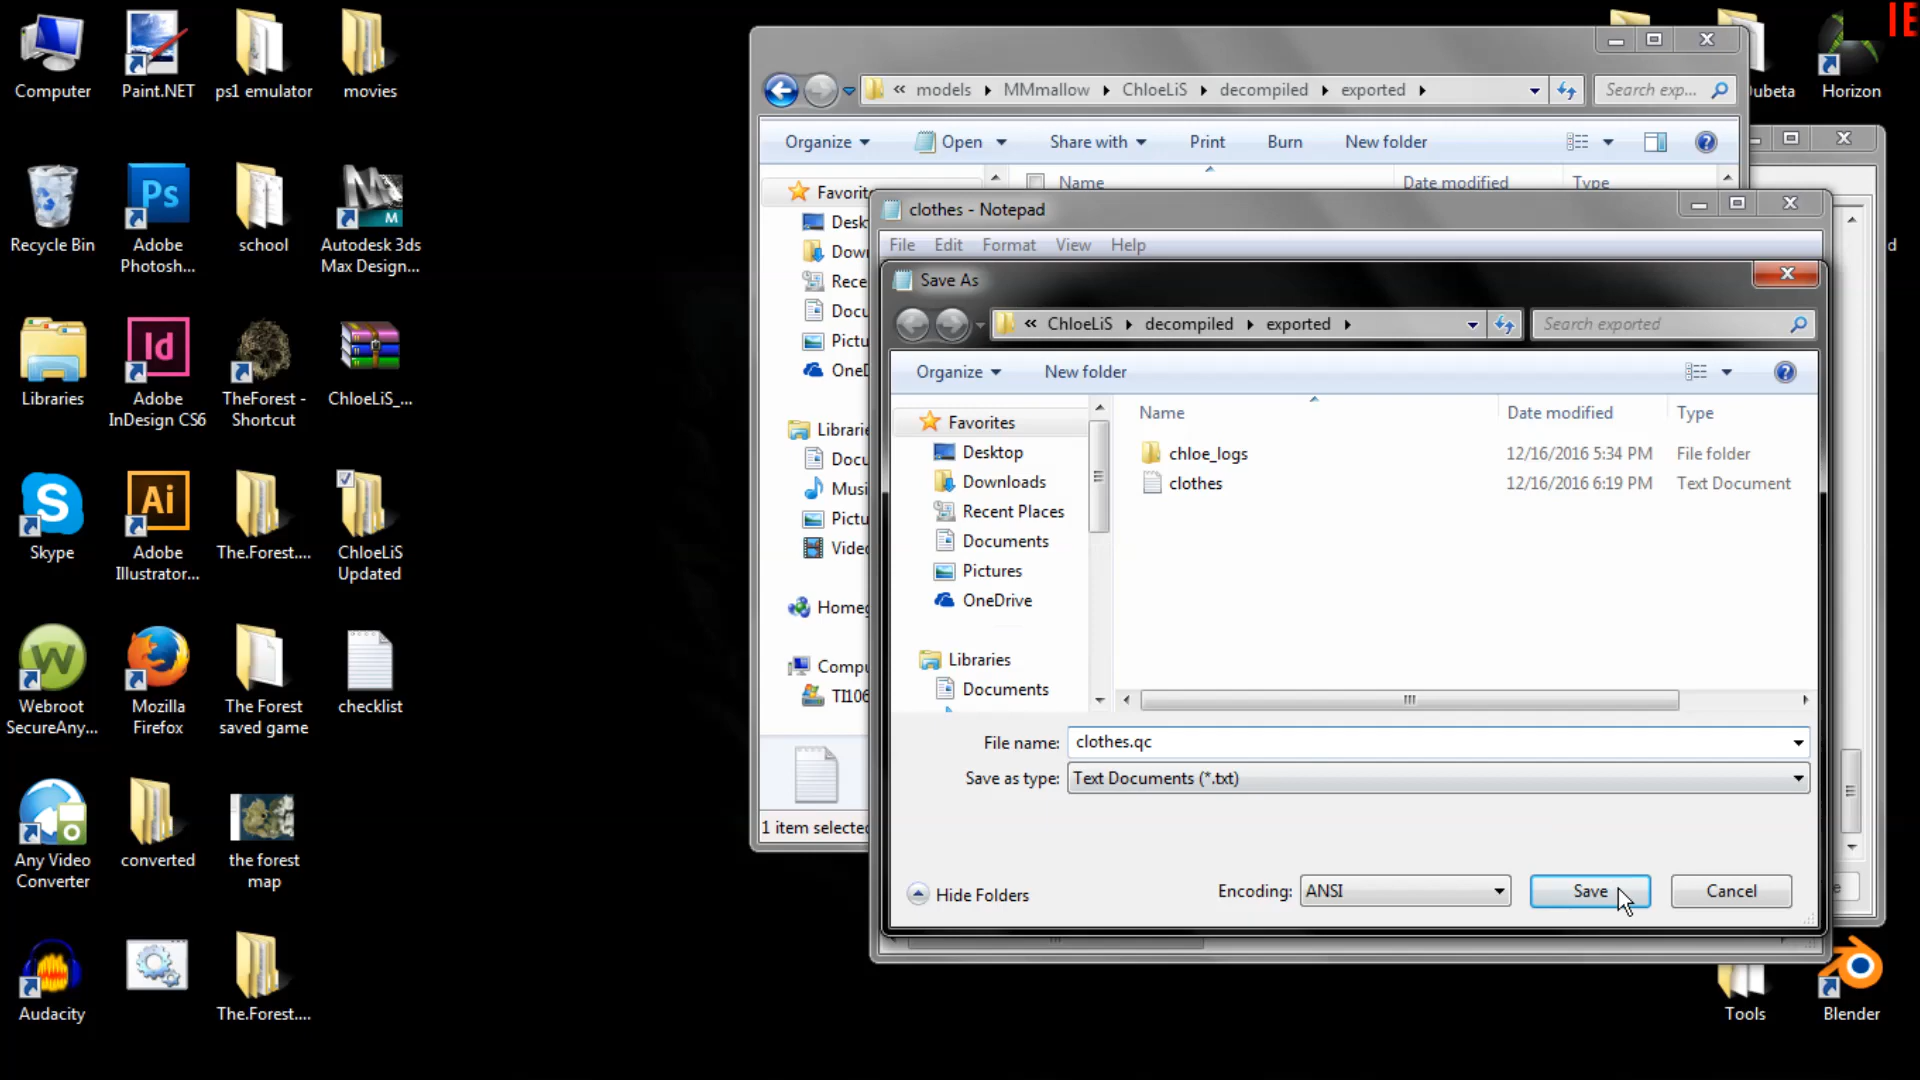 Computer
Paint.NET
ps1 emulator
movies
Recycle Bin
Adobe
Photosh...
school
Autodesk 3ds
Max Design...
Libraries
Adobe
InDesign CS6
TheForest -
Shortcut
ChloeLiS_...
Skype
Adobe
Illustrator...
The.Forest....
ChloeLiS
Updated
Webroot
SecureAny...
Mozilla
Firefox
The Forest
saved game
checklist
Any Video
Converter
converted
the forest
map
Audacity
The.Forest....
IE
Horizon
Tools
Blender
« models MMmallow ChloeLiS decompiled exported
Search exp...
Organize Open Share with Print Burn New folder
Name Date modified Type
1 item selected
clothes - Notepad
File Edit Format View Help
Save As
« ChloeLiS decompiled exported
Search exported
Organize New folder
Favorites
Desktop
Downloads
Recent Places
Documents
Pictures
OneDrive
Libraries
Documents
Name Date modified Type
chloe_logs 12/16/2016 5:34 PM File folder
clothes 12/16/2016 6:19 PM Text Document
File name: clothes.qc
Save as type: Text Documents (*.txt)
Hide Folders
Encoding: ANSI
Save Cancel